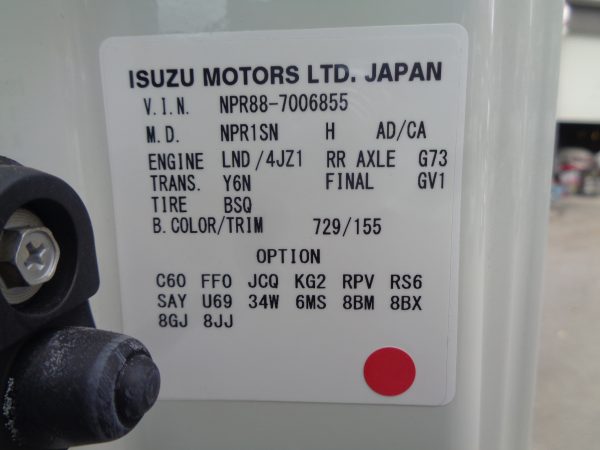 ISUZU MOTORS LTD. JAPAN
V.I.N. NPR88-7006855
M.D. NPR1SN H AD/CA
ENGINE LND/4JZ1 RR AXLE G73
TRANS. Y6N FINAL GV1
TIRE BSQ
B.COLOR/TRIM 729/155
OPTION
C60 FF0 JCQ KG2 RPV RS6
SAY U69 34W 6MS 8BM 8BX
8GJ 8JJ